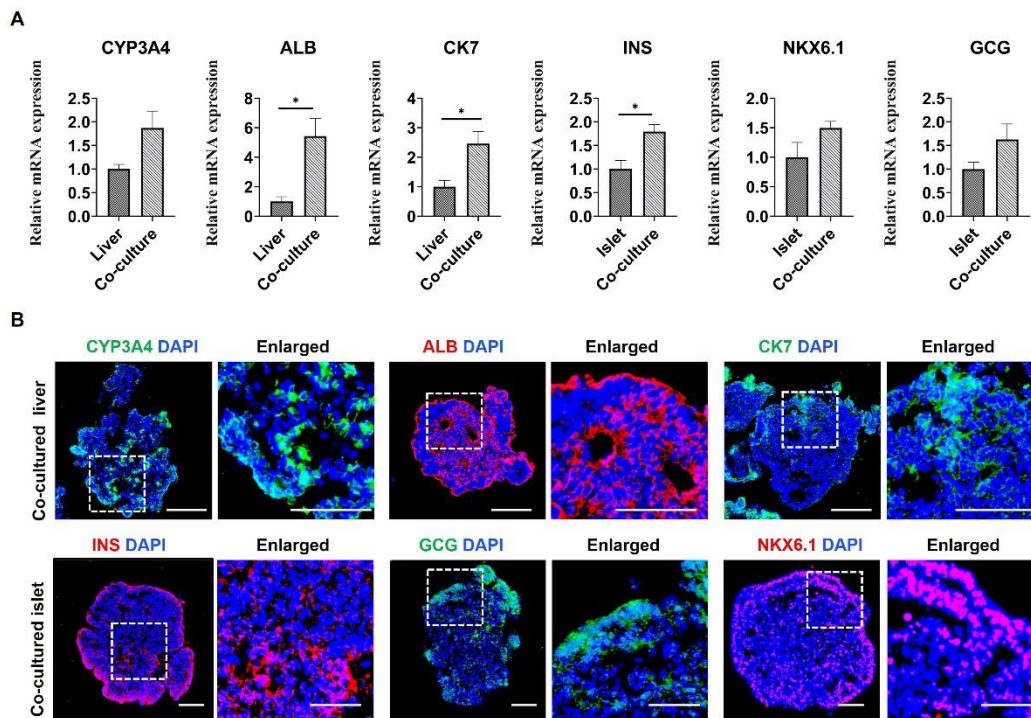 A
CYP3A4
ALB
CK7
INS
NKX6.1
GCG
Relative mRNA expression
2.5
2.0
1.5
1.0
0.5
0.0
Liver
Co-culture
Relative mRNA expression
8
6
4
2
0
*
Liver
Co-culture
Relative mRNA expression
4
3
2
1
0
*
Liver
Co-culture
Relative mRNA expression
2.5
2.0
1.5
1.0
0.5
0.0
*
Islet
Co-culture
Relative mRNA expression
2.0
1.5
1.0
0.5
0.0
Islet
Co-culture
Relative mRNA expression
2.5
2.0
1.5
1.0
0.5
0.0
Islet
Co-culture
B
CYP3A4 DAPI
Enlarged
ALB DAPI
Enlarged
CK7 DAPI
Enlarged
Co-cultured liver
INS DAPI
Enlarged
GCG DAPI
Enlarged
NKX6.1 DAPI
Enlarged
Co-cultured islet